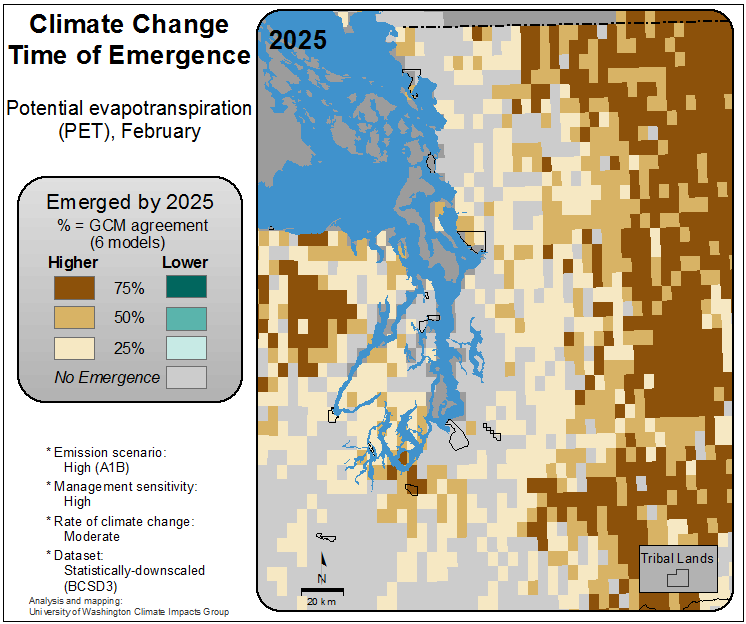 Climate Change
Time of Emergence
Potential evapotranspiration
(PET), February
Emerged by 2025
% = GCM agreement
(6 models)
Higher Lower
75%
50%
25%
No Emergence
* Emission scenario:
High (A1B)
* Management sensitivity:
High
* Rate of climate change:
Moderate
* Dataset:
Statistically-downscaled
(BCSD3)
Analysis and mapping:
University of Washington Climate Impacts Group
2025
N
20 km
Tribal Lands